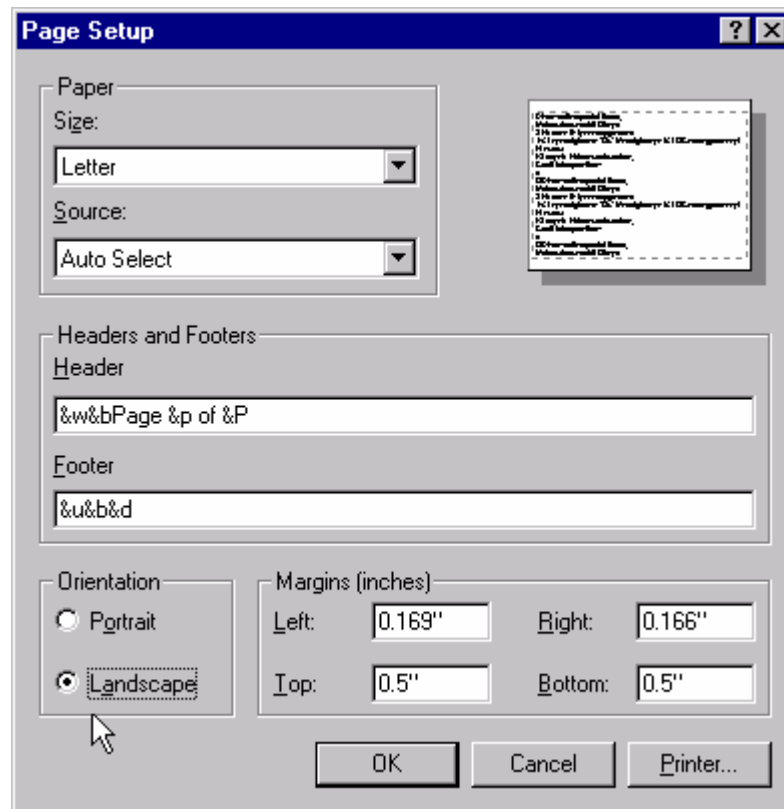 Page Setup
Paper
Size:
Letter
Source:
Auto Select
Headers and Footers
Header
&w&bPage &p of &P
Footer
&u&b&d
Orientation
Portrait
Landscape
Margins (inches)
Left: 0.169" Right: 0.166"
Top: 0.5" Bottom: 0.5"
OK Cancel Printer...